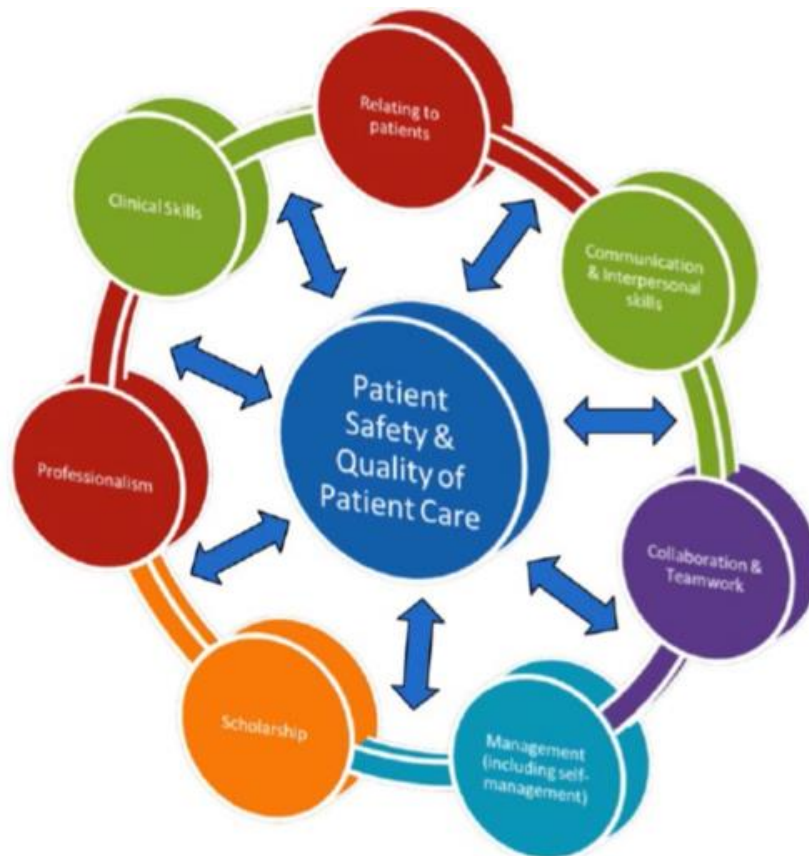 Relating to
patients
Communication
& Interpersonal
skills
Collaboration &
Teamwork
Management
(including self-
management)
Scholarship
Professionalism
Clinical Skills
Patient
Safety &
Quality of
Patient Care